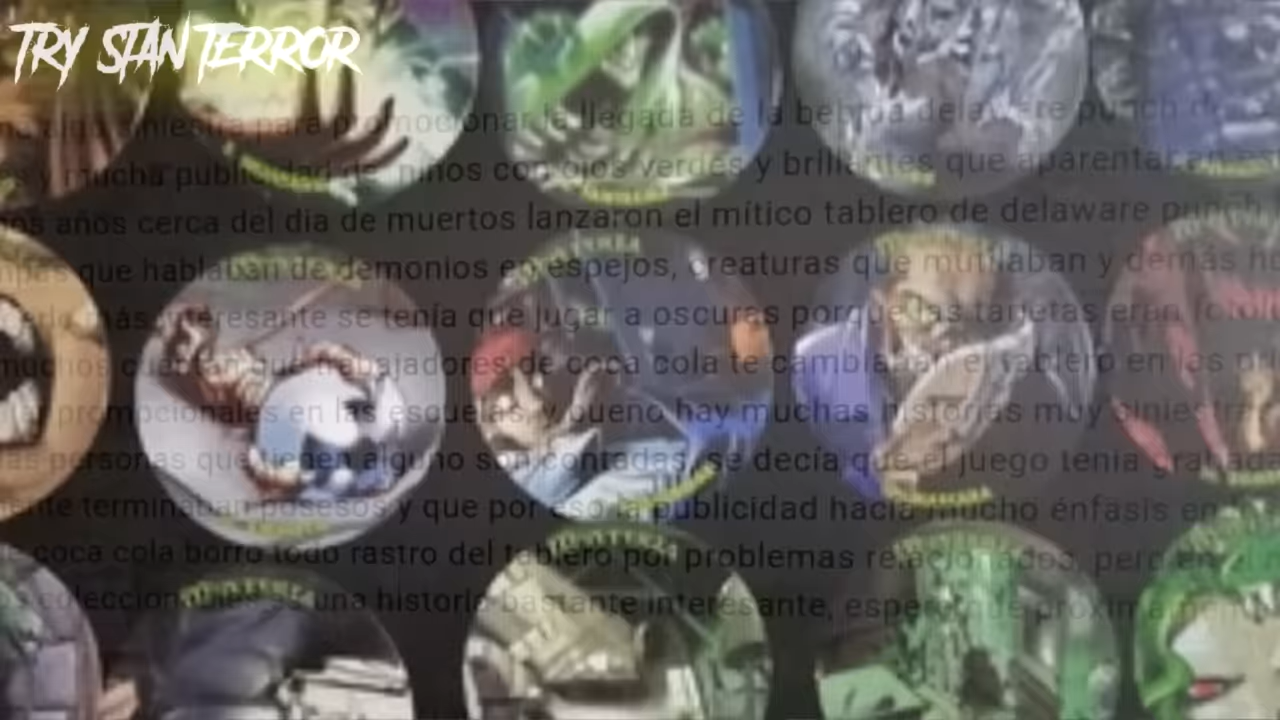 TRY STAN TERROR
para promocionar la llegada de la bebida delaware punch
y mucha publicidad de niños con ojos verdes y brillantes que aparentaban
años cerca del dia de muertos lanzaron el mítico tablero de delaware punch
que hablaban de demonios en espejos, creaturas que mutilaban y demás
más interesante se tenía que jugar a oscuras porque las tarjetas eran
muchos cuentan que trabajadores de coca cola te cambiaban el tablero en las
promocionales en las escuelas, y bueno hay muchas historias muy siniestras
personas que tienen alguno son contadas, se decía que el juego tenia
terminaban posesos y que por eso la publicidad hacia mucho énfasis en
coca cola borro todo rastro del tablero por problemas relacionados, pero en
una historia bastante interesante,